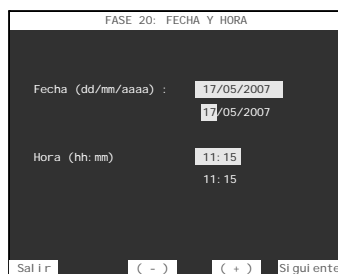 FASE 20: FECHA Y HORA
Fecha (dd/mm/aaaa) : 17/05/2007
17/05/2007
Hora (hh:mm) 11:15
11:15
Salir ( - ) ( + ) Siguiente